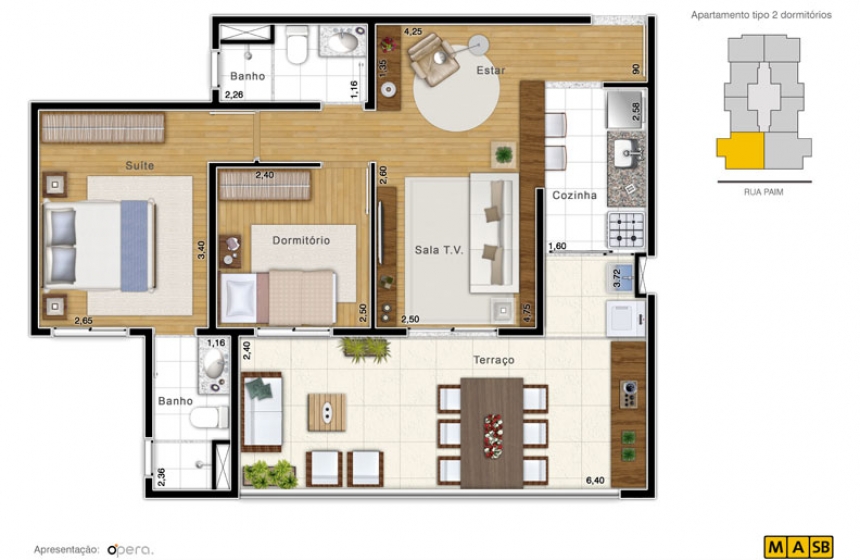 Apartamento tipo 2 dormitórios
RUA PAIM
4,25
1,35
Estar
90
Banho
2,26
1,16
2,58
Suíte
2,40
2,60
Cozinha
Dormitório
Sala T.V.
3,40
1,60
3,72
2,65
2,50
2,50
4,75
1,16
2,40
Terraço
Banho
2,36
6,40
Apresentação: Opera.
MASB